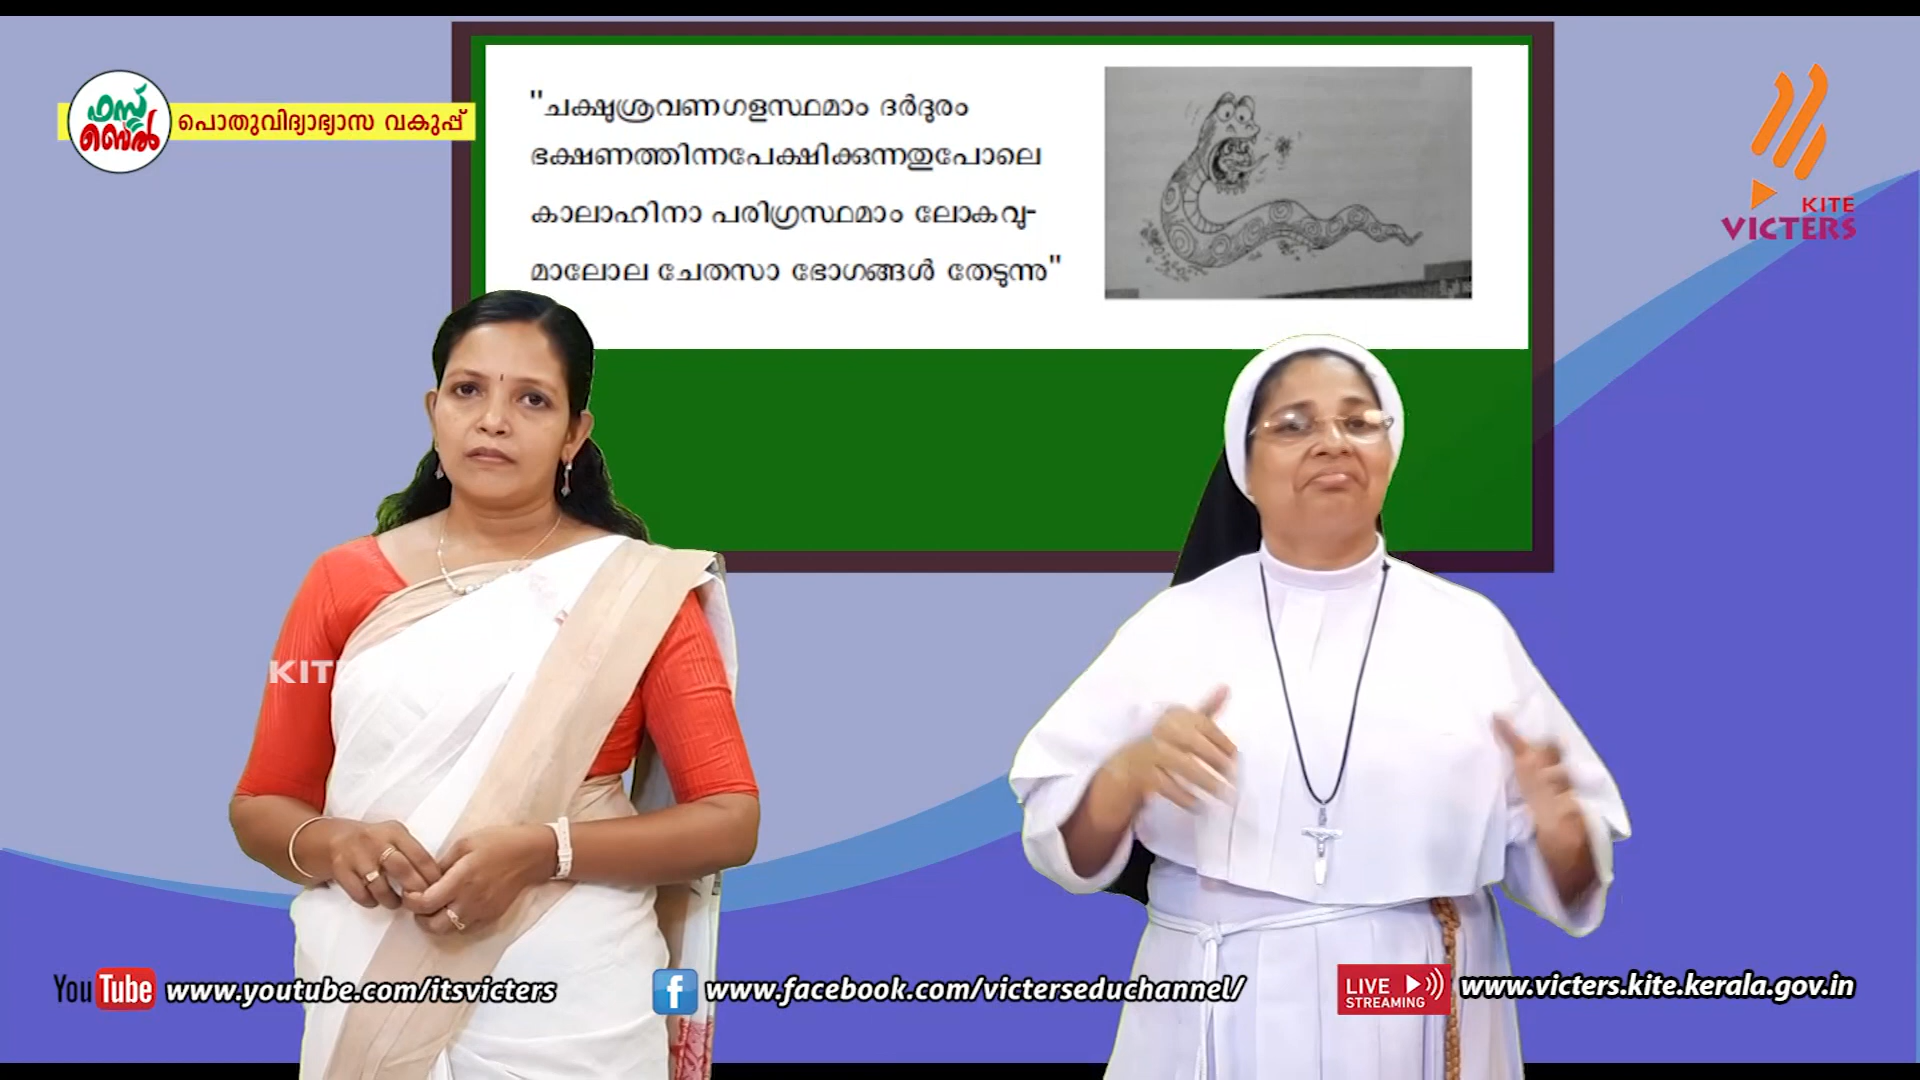 ഫസ്റ്റ്
ബെൽ
പൊതുവിദ്യാഭ്യാസ വകുപ്പ്
"ചക്ഷുശ്രവണഗളസ്ഥമാം ദർദുരം
ഭക്ഷണത്തിന്നപേക്ഷിക്കുന്നതുപോലെ
കാലാഹിനാ പരിഗ്രസ്ഥമാം ലോകവു-
മാലോല ചേതസാ ഭോഗങ്ങൾ തേടുന്നു"
KITE
VICTERS
KIT
YouTube www.youtube.com/itsvicters
www.facebook.com/victerseduchannel/
LIVE
STREAMING
www.victers.kite.kerala.gov.in